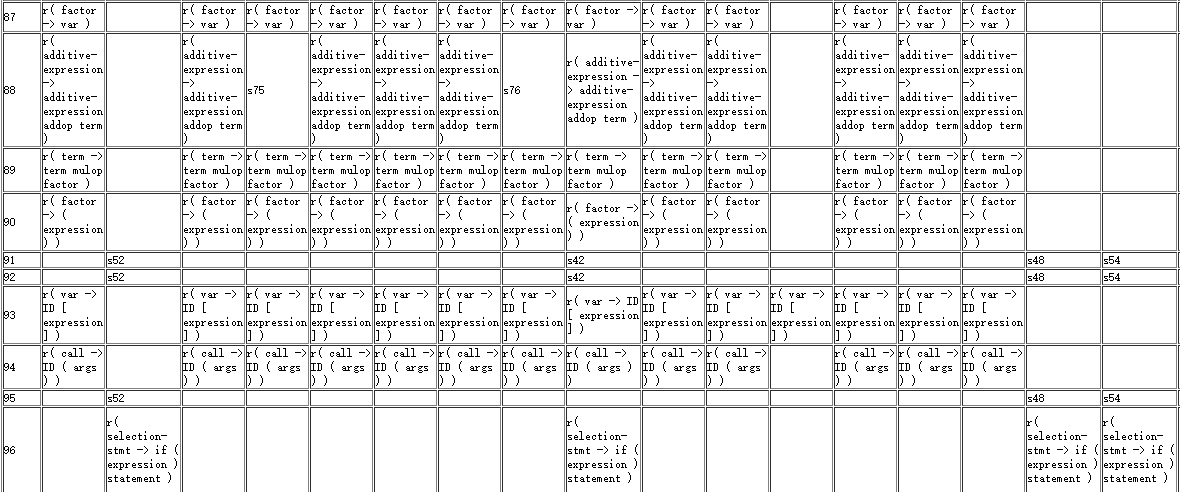 87
r( factor -> var )
r( factor -> var )
r( factor -> var )
r( factor -> var )
r( factor -> var )
r( factor -> var )
r( factor -> var )
r( factor -> var )
r( factor -> var )
r( factor -> var )
r( factor -> var )
r( factor -> var )
r( factor -> var )
88
r( additive-expression -> additive-expression addop term )
r( additive-expression -> additive-expression addop term )
s75
r( additive-expression -> additive-expression addop term )
r( additive-expression -> additive-expression addop term )
r( additive-expression -> additive-expression addop term )
s76
r( additive-expression -> additive-expression addop term )
r( additive-expression -> additive-expression addop term )
r( additive-expression -> additive-expression addop term )
r( additive-expression -> additive-expression addop term )
r( additive-expression -> additive-expression addop term )
r( additive-expression -> additive-expression addop term )
89
r( term -> term mulop factor )
r( term -> term mulop factor )
r( term -> term mulop factor )
r( term -> term mulop factor )
r( term -> term mulop factor )
r( term -> term mulop factor )
r( term -> term mulop factor )
r( term -> term mulop factor )
r( term -> term mulop factor )
r( term -> term mulop factor )
r( term -> term mulop factor )
r( term -> term mulop factor )
r( term -> term mulop factor )
90
r( factor -> ( expression ) )
r( factor -> ( expression ) )
r( factor -> ( expression ) )
r( factor -> ( expression ) )
r( factor -> ( expression ) )
r( factor -> ( expression ) )
r( factor -> ( expression ) )
r( factor -> ( expression ) )
r( factor -> ( expression ) )
r( factor -> ( expression ) )
r( factor -> ( expression ) )
r( factor -> ( expression ) )
r( factor -> ( expression ) )
91 s52 s42 s48 s54
92 s52 s42 s48 s54
93
r( var -> ID [ expression ] )
r( var -> ID [ expression ] )
r( var -> ID [ expression ] )
r( var -> ID [ expression ] )
r( var -> ID [ expression ] )
r( var -> ID [ expression ] )
r( var -> ID [ expression ] )
r( var -> ID [ expression ] )
r( var -> ID [ expression ] )
r( var -> ID [ expression ] )
r( var -> ID [ expression ] )
r( var -> ID [ expression ] )
r( var -> ID [ expression ] )
r( var -> ID [ expression ] )
94
r( call -> ID ( args ) )
r( call -> ID ( args ) )
r( call -> ID ( args ) )
r( call -> ID ( args ) )
r( call -> ID ( args ) )
r( call -> ID ( args ) )
r( call -> ID ( args ) )
r( call -> ID ( args ) )
r( call -> ID ( args ) )
r( call -> ID ( args ) )
r( call -> ID ( args ) )
r( call -> ID ( args ) )
r( call -> ID ( args ) )
95 s52 s42 s48 s54
96
r( selection-stmt -> if ( expression ) statement )
r( selection-stmt -> if ( expression ) statement )
r( selection-stmt -> if ( expression ) statement )
r( selection-stmt -> if ( expression ) statement )